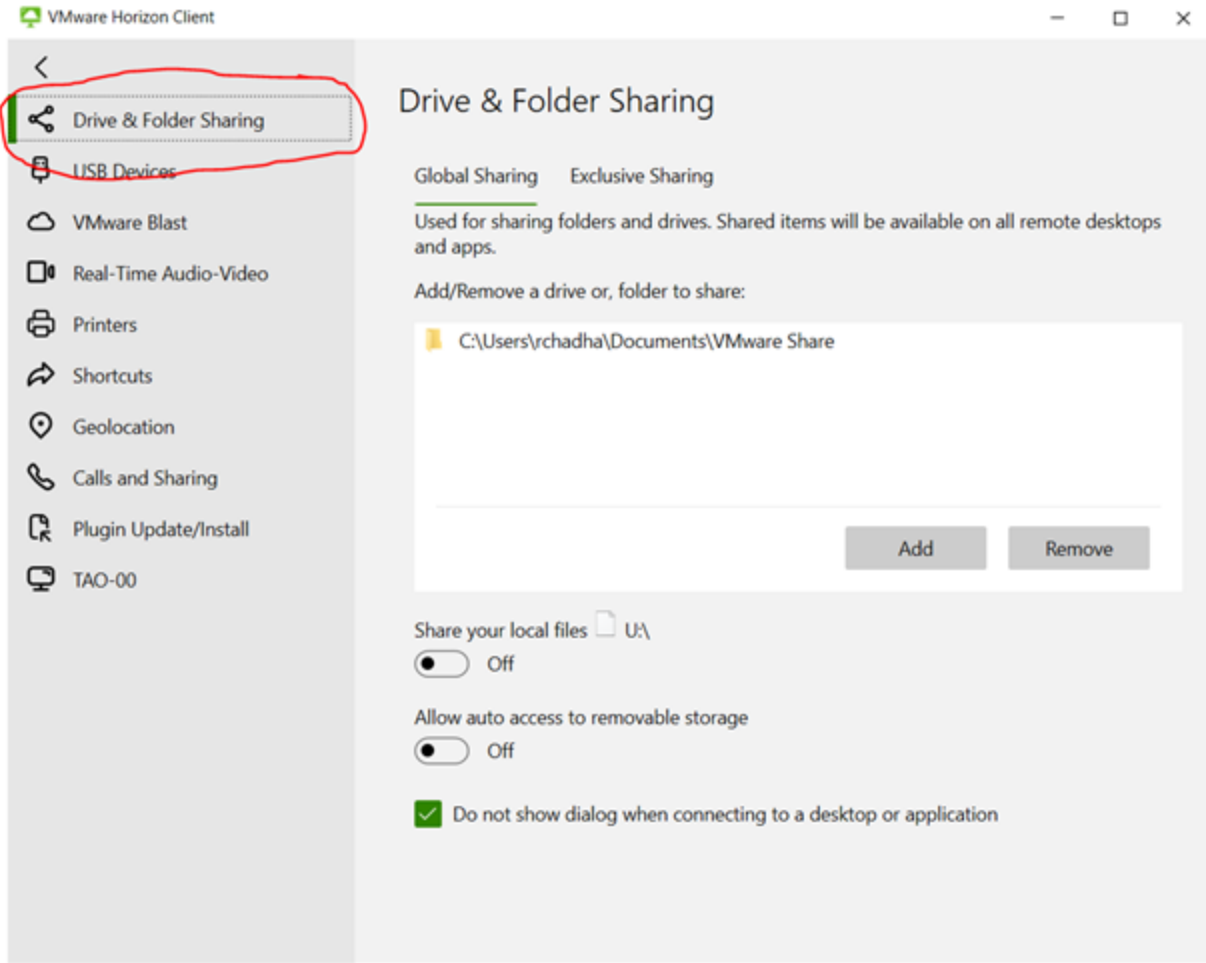 VMware Horizon Client
Drive & Folder Sharing
USB Devices
VMware Blast
Real-Time Audio-Video
Printers
Shortcuts
Geolocation
Calls and Sharing
Plugin Update/Install
TAO-00
Drive & Folder Sharing
Global Sharing Exclusive Sharing
Used for sharing folders and drives. Shared items will be available on all remote desktops
and apps.
Add/Remove a drive or, folder to share:
C:\Users\rchadha\Documents\VMware Share
Add Remove
Share your local files U:\
Off
Allow auto access to removable storage
Off
Do not show dialog when connecting to a desktop or application